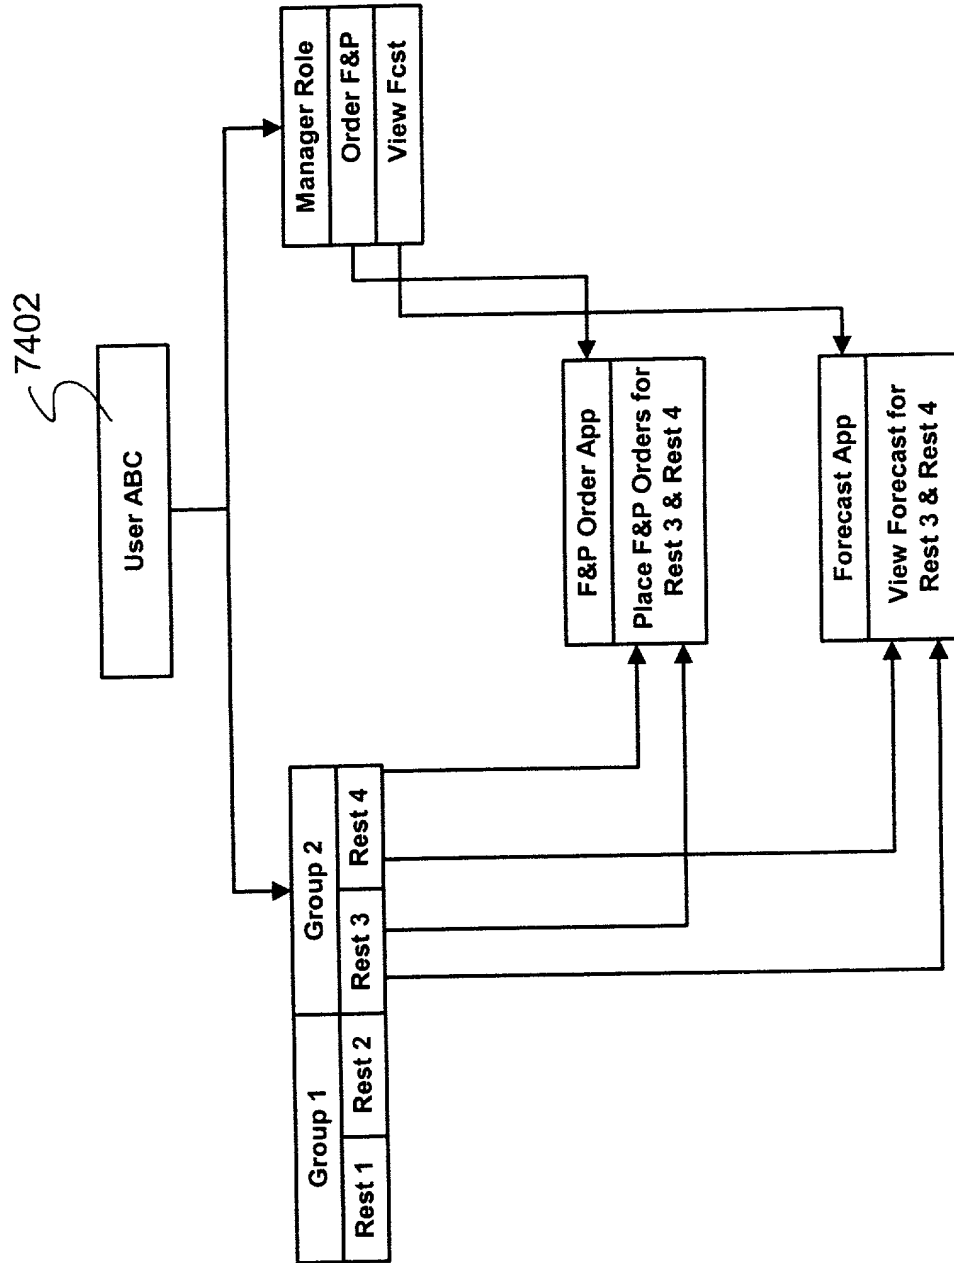 7402
User ABC
Group 1
Group 2
Rest 1
Rest 2
Rest 3
Rest 4
Manager Role
Order F&P
View Fcst
F&P Order App
Place F&P Orders for
Rest 3 & Rest 4
Forecast App
View Forecast for
Rest 3 & Rest 4